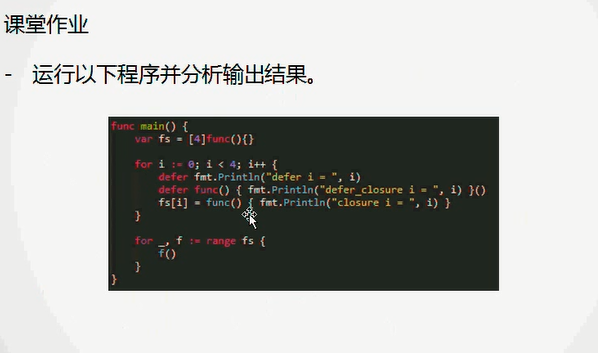 课堂作业
- 运行以下程序并分析输出结果。
func main() {
    var fs = [4]func(){}

    for i := 0; i < 4; i++ {
        defer fmt.Println("defer i = ", i)
        defer func() { fmt.Println("defer_closure i = ", i) }()
        fs[i] = func() { fmt.Println("closure i = ", i) }
    }

    for _, f := range fs {
        f()
    }
}